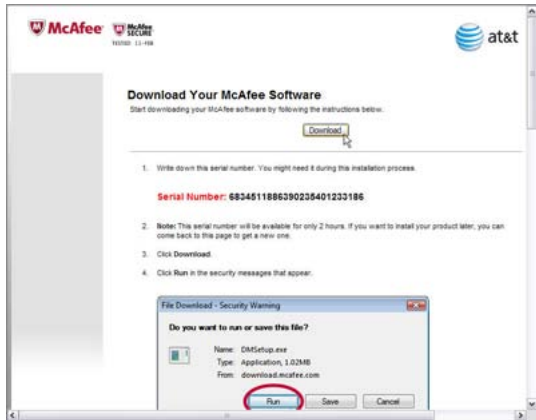 McAfee
McAfee
SECURE
TESTED 13-FEB
at&t
Download Your McAfee Software
Start downloading your McAfee software by following the instructions below.
Download
1. Write down this serial number. You might need it during this installation process.
Serial Number: 6834511886390235401233186
2. Note: This serial number will be available for only 2 hours. If you want to install your product later, you can
come back to this page to get a new one.
3. Click Download.
4. Click Run in the security messages that appear.
File Download - Security Warning
Do you want to run or save this file?
Name: DMSetup.exe
Type: Application, 1.02MB
From: download.mcafee.com
Run Save Cancel